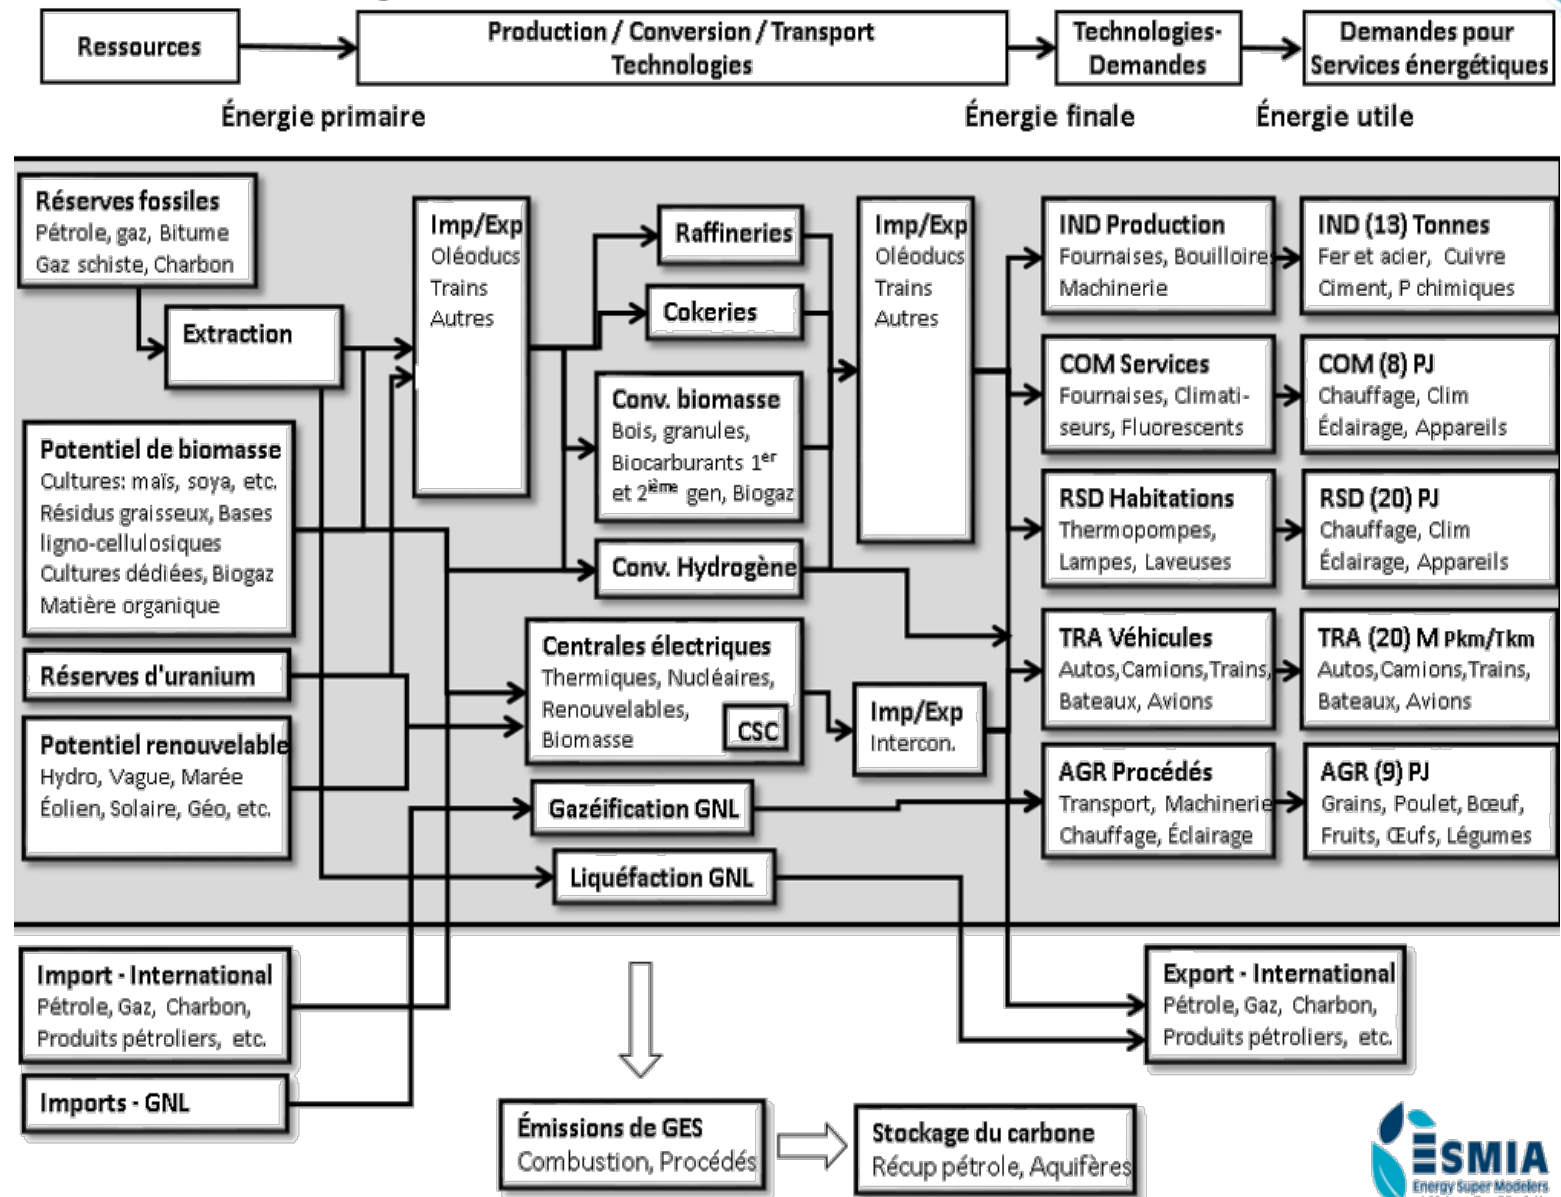 Ressources
Production / Conversion / Transport
Technologies
Technologies-
Demandes
Demandes pour
Services énergétiques
Énergie primaire
Énergie finale
Énergie utile
Réserves fossiles
Pétrole, gaz, Bitume
Gaz schiste, Charbon
Extraction
Potentiel de biomasse
Cultures: maïs, soya, etc.
Résidus graisseux, Bases
ligno-cellulosiques
Cultures dédiées, Biogaz
Matière organique
Réserves d'uranium
Potentiel renouvelable
Hydro, Vague, Marée
Éolien, Solaire, Géo, etc.
Imp/Exp
Oléoducs
Trains
Autres
Raffineries
Cokeries
Conv. biomasse
Bois, granules,
Biocarburants 1er
et 2ième gen, Biogaz
Conv. Hydrogène
Centrales électriques
Thermiques, Nucléaires,
Renouvelables,
Biomasse
CSC
Gazéification GNL
Liquéfaction GNL
Imp/Exp
Oléoducs
Trains
Autres
Imp/Exp
Intercon.
IND Production
Fournaises, Bouilloire
Machinerie
COM Services
Fournaises, Climati-
seurs, Fluorescents
RSD Habitations
Thermopompes,
Lampes, Laveuses
TRA Véhicules
Autos,Camions,Trains,
Bateaux, Avions
AGR Procédés
Transport, Machinerie
Chauffage, Éclairage
IND (13) Tonnes
Fer et acier, Cuivre
Ciment, P chimiques
COM (8) PJ
Chauffage, Clim
Éclairage, Appareils
RSD (20) PJ
Chauffage, Clim
Éclairage, Appareils
TRA (20) M Pkm/Tkm
Autos,Camions,Trains,
Bateaux, Avions
AGR (9) PJ
Grains, Poulet, Bœuf,
Fruits, Œufs, Légumes
Import - International
Pétrole, Gaz, Charbon,
Produits pétroliers, etc.
Imports - GNL
Export - International
Pétrole, Gaz, Charbon,
Produits pétroliers, etc.
Émissions de GES
Combustion, Procédés
Stockage du carbone
Récup pétrole, Aquifères
ESMIA
Energy Super Modelers